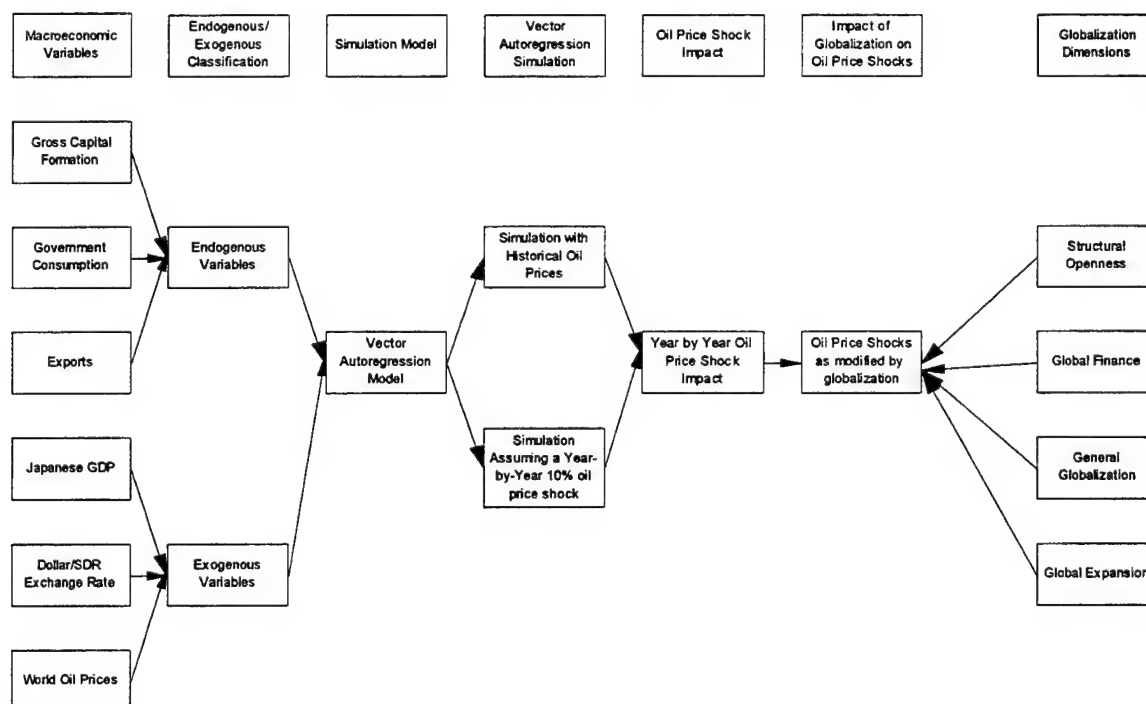 Macroeconomic
Variables
Endogenous/
Exogenous
Classification
Simulation Model
Vector
Autoregression
Simulation
Oil Price Shock
Impact
Impact of
Globalization on
Oil Price Shocks
Globalization
Dimensions
Gross Capital
Formation
Government
Consumption
Exports
Japanese GDP
Dollar/SDR
Exchange Rate
World Oil Prices
Endogenous
Variables
Exogenous
Variables
Vector
Autoregression
Model
Simulation with
Historical Oil
Prices
Simulation
Assuming a Year-
by-Year 10% oil
price shock
Year by Year Oil
Price Shock
Impact
Oil Price Shocks
as modified by
globalization
Structural
Openness
Global Finance
General
Globalization
Global Expansion